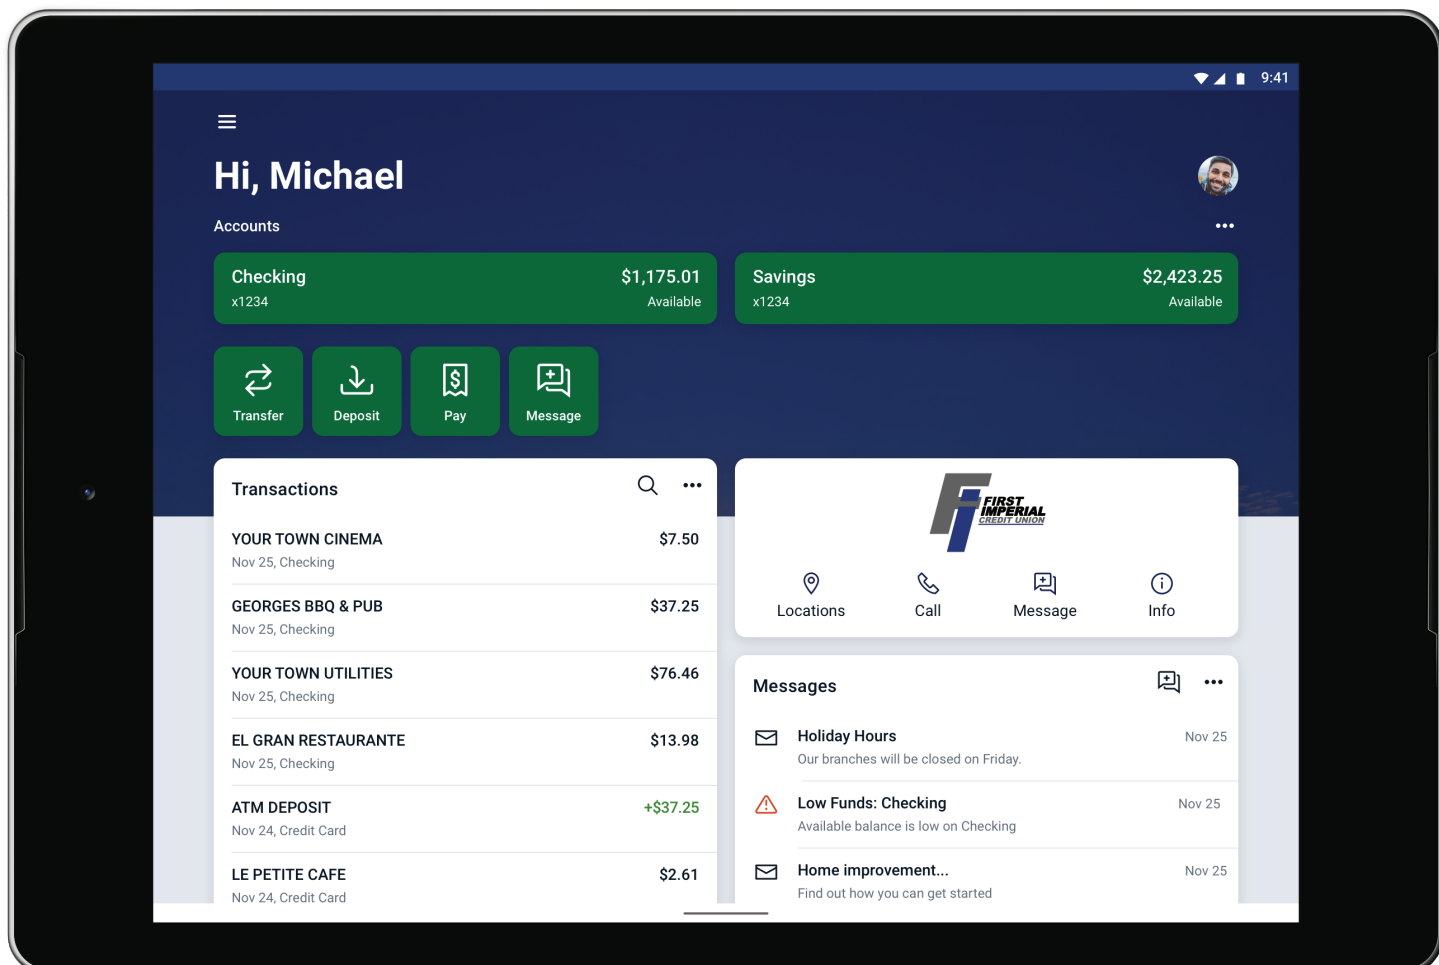 9:41
Hi, Michael
Accounts
Checking $1,175.01
x1234 Available
Savings $2,423.25
x1234 Available
Transfer
Deposit
Pay
Message
Transactions
YOUR TOWN CINEMA $7.50
Nov 25, Checking
GEORGES BBQ & PUB $37.25
Nov 25, Checking
YOUR TOWN UTILITIES $76.46
Nov 25, Checking
EL GRAN RESTAURANTE $13.98
Nov 25, Checking
ATM DEPOSIT +$37.25
Nov 24, Credit Card
LE PETITE CAFE $2.61
Nov 24, Credit Card
Fi
FIRST
IMPERIAL
CREDIT UNION
Locations
Call
Message
Info
Messages
Holiday Hours Nov 25
Our branches will be closed on Friday.
Low Funds: Checking Nov 25
Available balance is low on Checking
Home improvement... Nov 25
Find out how you can get started